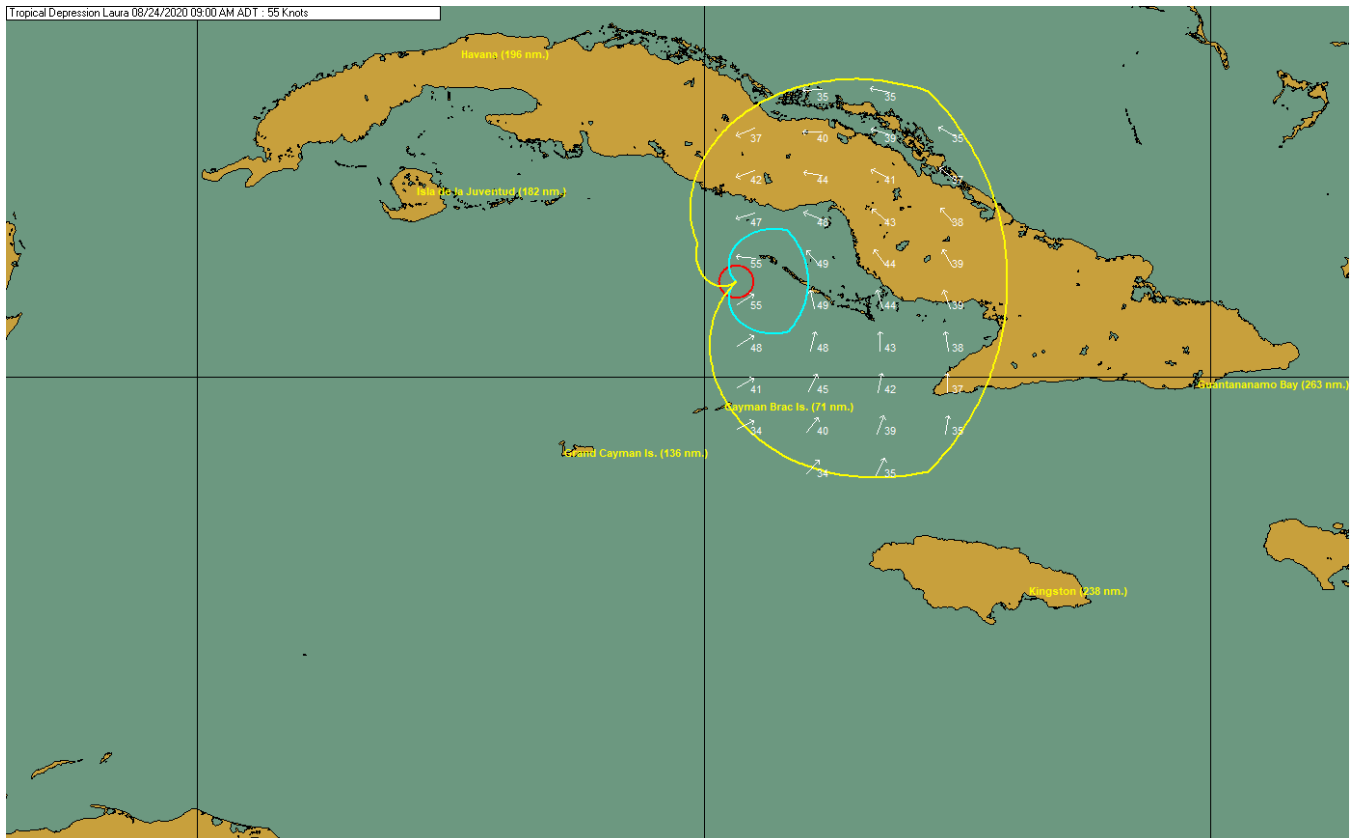 Tropical Depression Laura 08/24/2020 09:00 AM ADT : 55 Knots
Havana (196 nm.)
35 35
37 40 39 35
42 44 41 37
Isla de la Juventud (182 nm.)
47 46 43 38
55 49 44 39
55 49 44 39
48 48 43 38
41 45 42 37
Guantananamo Bay (263 nm.)
Cayman Brac Is. (71 nm.)
34 40 39 35
Grand Cayman Is. (136 nm.)
34 35
Kingston (238 nm.)